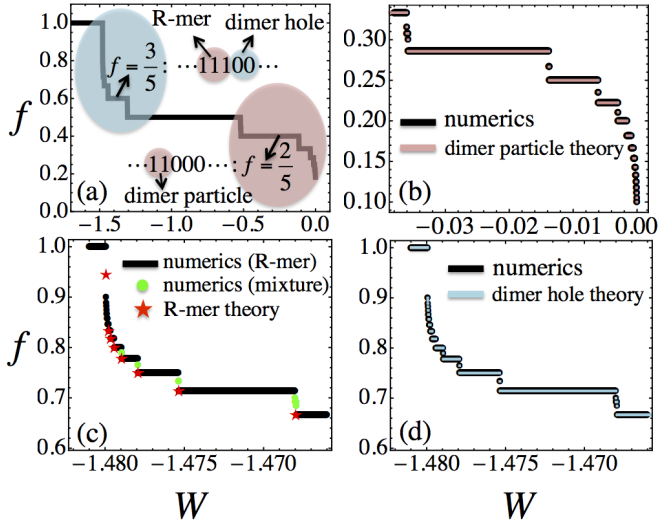 R-mer dimer hole
1.0
0.8
0.6
0.4
0.2
0.0
f
f = 3/5 : ···11100···
···11000··· : f = 2/5
dimer particle
(a)
−1.5 −1.0 −0.5 0.0
0.30
0.25
0.20
0.15
0.10
numerics
dimer particle theory
(b)
−0.03 −0.02 −0.01 0.00
1.0
0.9
0.8
0.7
0.6
f
numerics (R-mer)
numerics (mixture)
R-mer theory
(c)
−1.480 −1.475 −1.470
W
1.0
0.9
0.8
0.7
0.6
numerics
dimer hole theory
(d)
−1.480 −1.475 −1.470
W